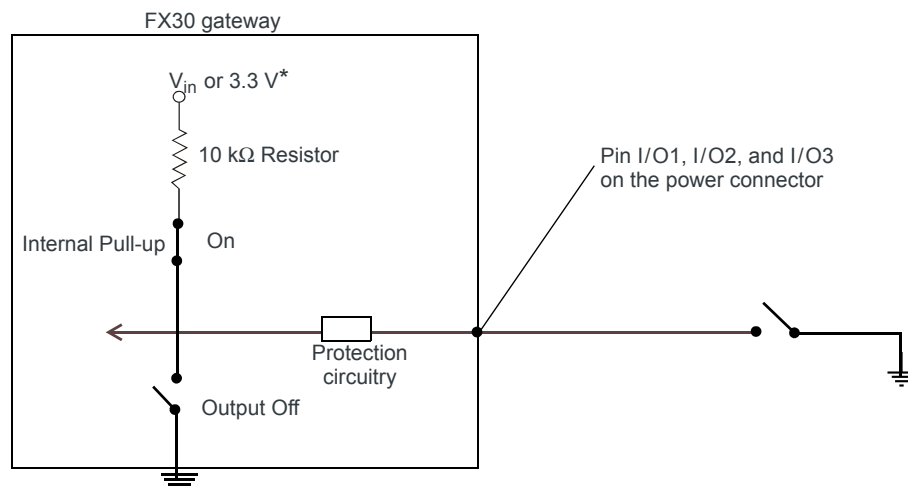 FX30 gateway
Vin or 3.3 V*
10 kΩ Resistor
Pin I/O1, I/O2, and I/O3
on the power connector
Internal Pull-up
On
Protection
circuitry
Output Off